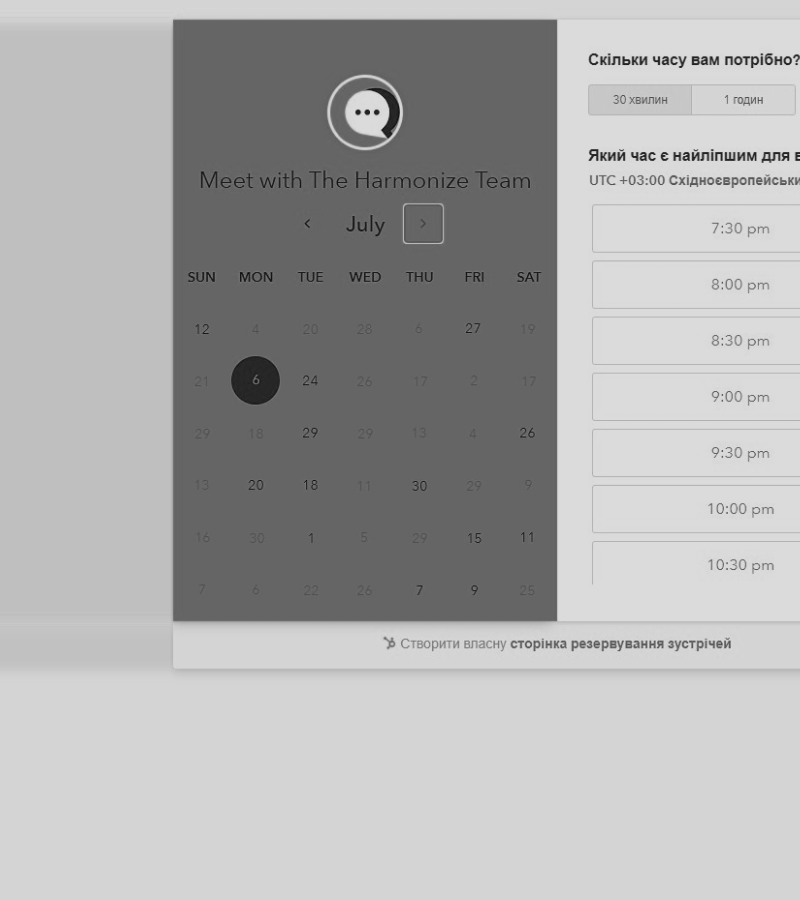 Meet with The Harmonize Team
July
SUN MON TUE WED THU FRI SAT
12 4 20 28 6 27 19
21 6 24 26 17 2 17
29 18 29 29 13 4 26
13 20 18 11 30 29 9
16 30 1 5 29 15 11
7 6 22 26 7 9 25
Скільки часу вам потрібно?
30 хвилин 1 годин
Який час є найліпшим для в
UTC +03:00 Східноєвропейськи
7:30 pm
8:00 pm
8:30 pm
9:00 pm
9:30 pm
10:00 pm
10:30 pm
Створити власну сторінка резервування зустрічей